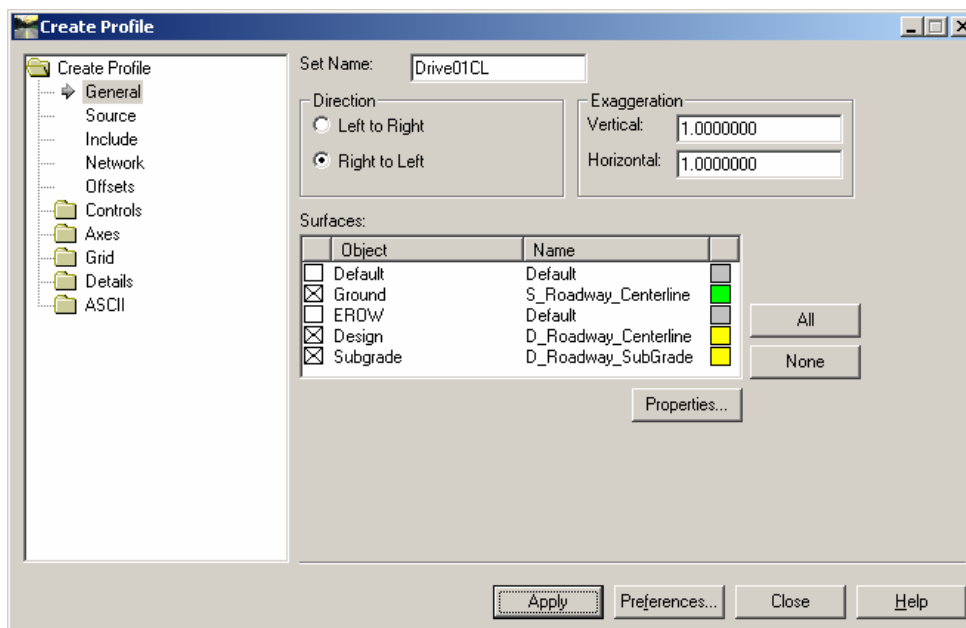 Create Profile
Create Profile
General
Source
Include
Network
Offsets
Controls
Axes
Grid
Details
ASCII
Set Name: Drive01CL
Direction
Left to Right
Right to Left
Exaggeration
Vertical: 1.0000000
Horizontal: 1.0000000
Surfaces:
Object Name
Default Default
Ground S_Roadway_Centerline
EROW Default
Design D_Roadway_Centerline
Subgrade D_Roadway_SubGrade
All
None
Properties...
Apply Preferences... Close Help